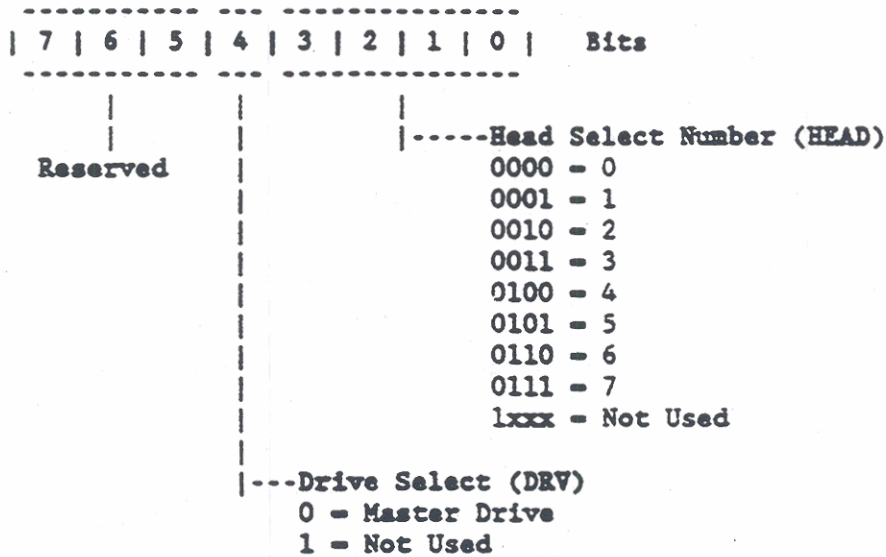 | 7 | 6 | 5 | 4 | 3 | 2 | 1 | 0 | Bits
|-----Head Select Number (HEAD)
Reserved
0000 = 0
0001 = 1
0010 = 2
0011 = 3
0100 = 4
0101 = 5
0110 = 6
0111 = 7
1xxx = Not Used
|---Drive Select (DRV)
0 = Master Drive
1 = Not Used